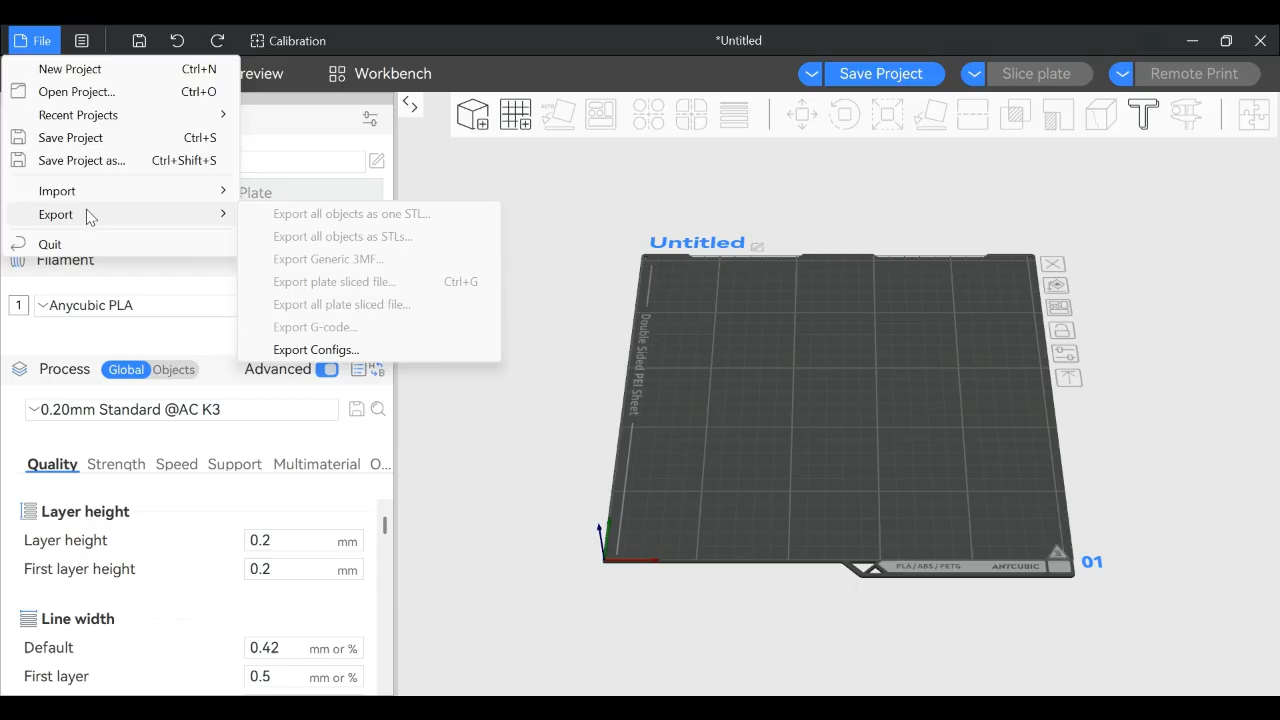 File
Calibration
*Untitled
New Project Ctrl+N
Open Project... Ctrl+O
Recent Projects
Save Project Ctrl+S
Save Project as... Ctrl+Shift+S
Import
Export
Quit
review
Workbench
Save Project
Slice plate
Remote Print
AUTO
Plate
Export all objects as one STL...
Export all objects as STLs...
Export Generic 3MF...
Export plate sliced file... Ctrl+G
Export all plate sliced file...
Export G-code...
Export Configs...
Filament
1 Anycubic PLA
Process Global Objects Advanced
0.20mm Standard @AC K3
Quality Strength Speed Support Multimaterial O...
Layer height
Layer height 0.2 mm
First layer height 0.2 mm
Line width
Default 0.42 mm or %
First layer 0.5 mm or %
Untitled
Double Sided PEI Sheet
PLA / ABS / PETG ANYCUBIC
01